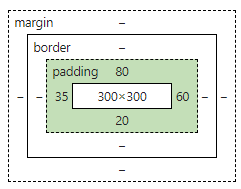 margin –
border –
padding 80
– – 35 300×300 60 – –
20
–
–